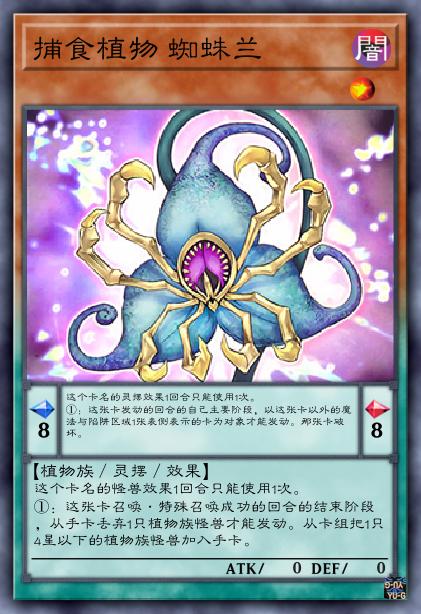 捕食植物 蜘蛛兰
闇
这个卡名的灵摆效果1回合只能使用1次。
①：这张卡发动的回合的自己主要阶段，以这张卡以外的魔
法与陷阱区域1张表侧表示的卡为对象才能发动。那张卡破
坏。
8
8
【植物族／灵摆／效果】
这个卡名的怪兽效果1回合只能使用1次。
①：这张卡召唤・特殊召唤成功的回合的结束阶段
，从手卡丢弃1只植物族怪兽才能发动。从卡组把1只
4星以下的植物族怪兽加入手卡。
ATK/ 0 DEF/ 0